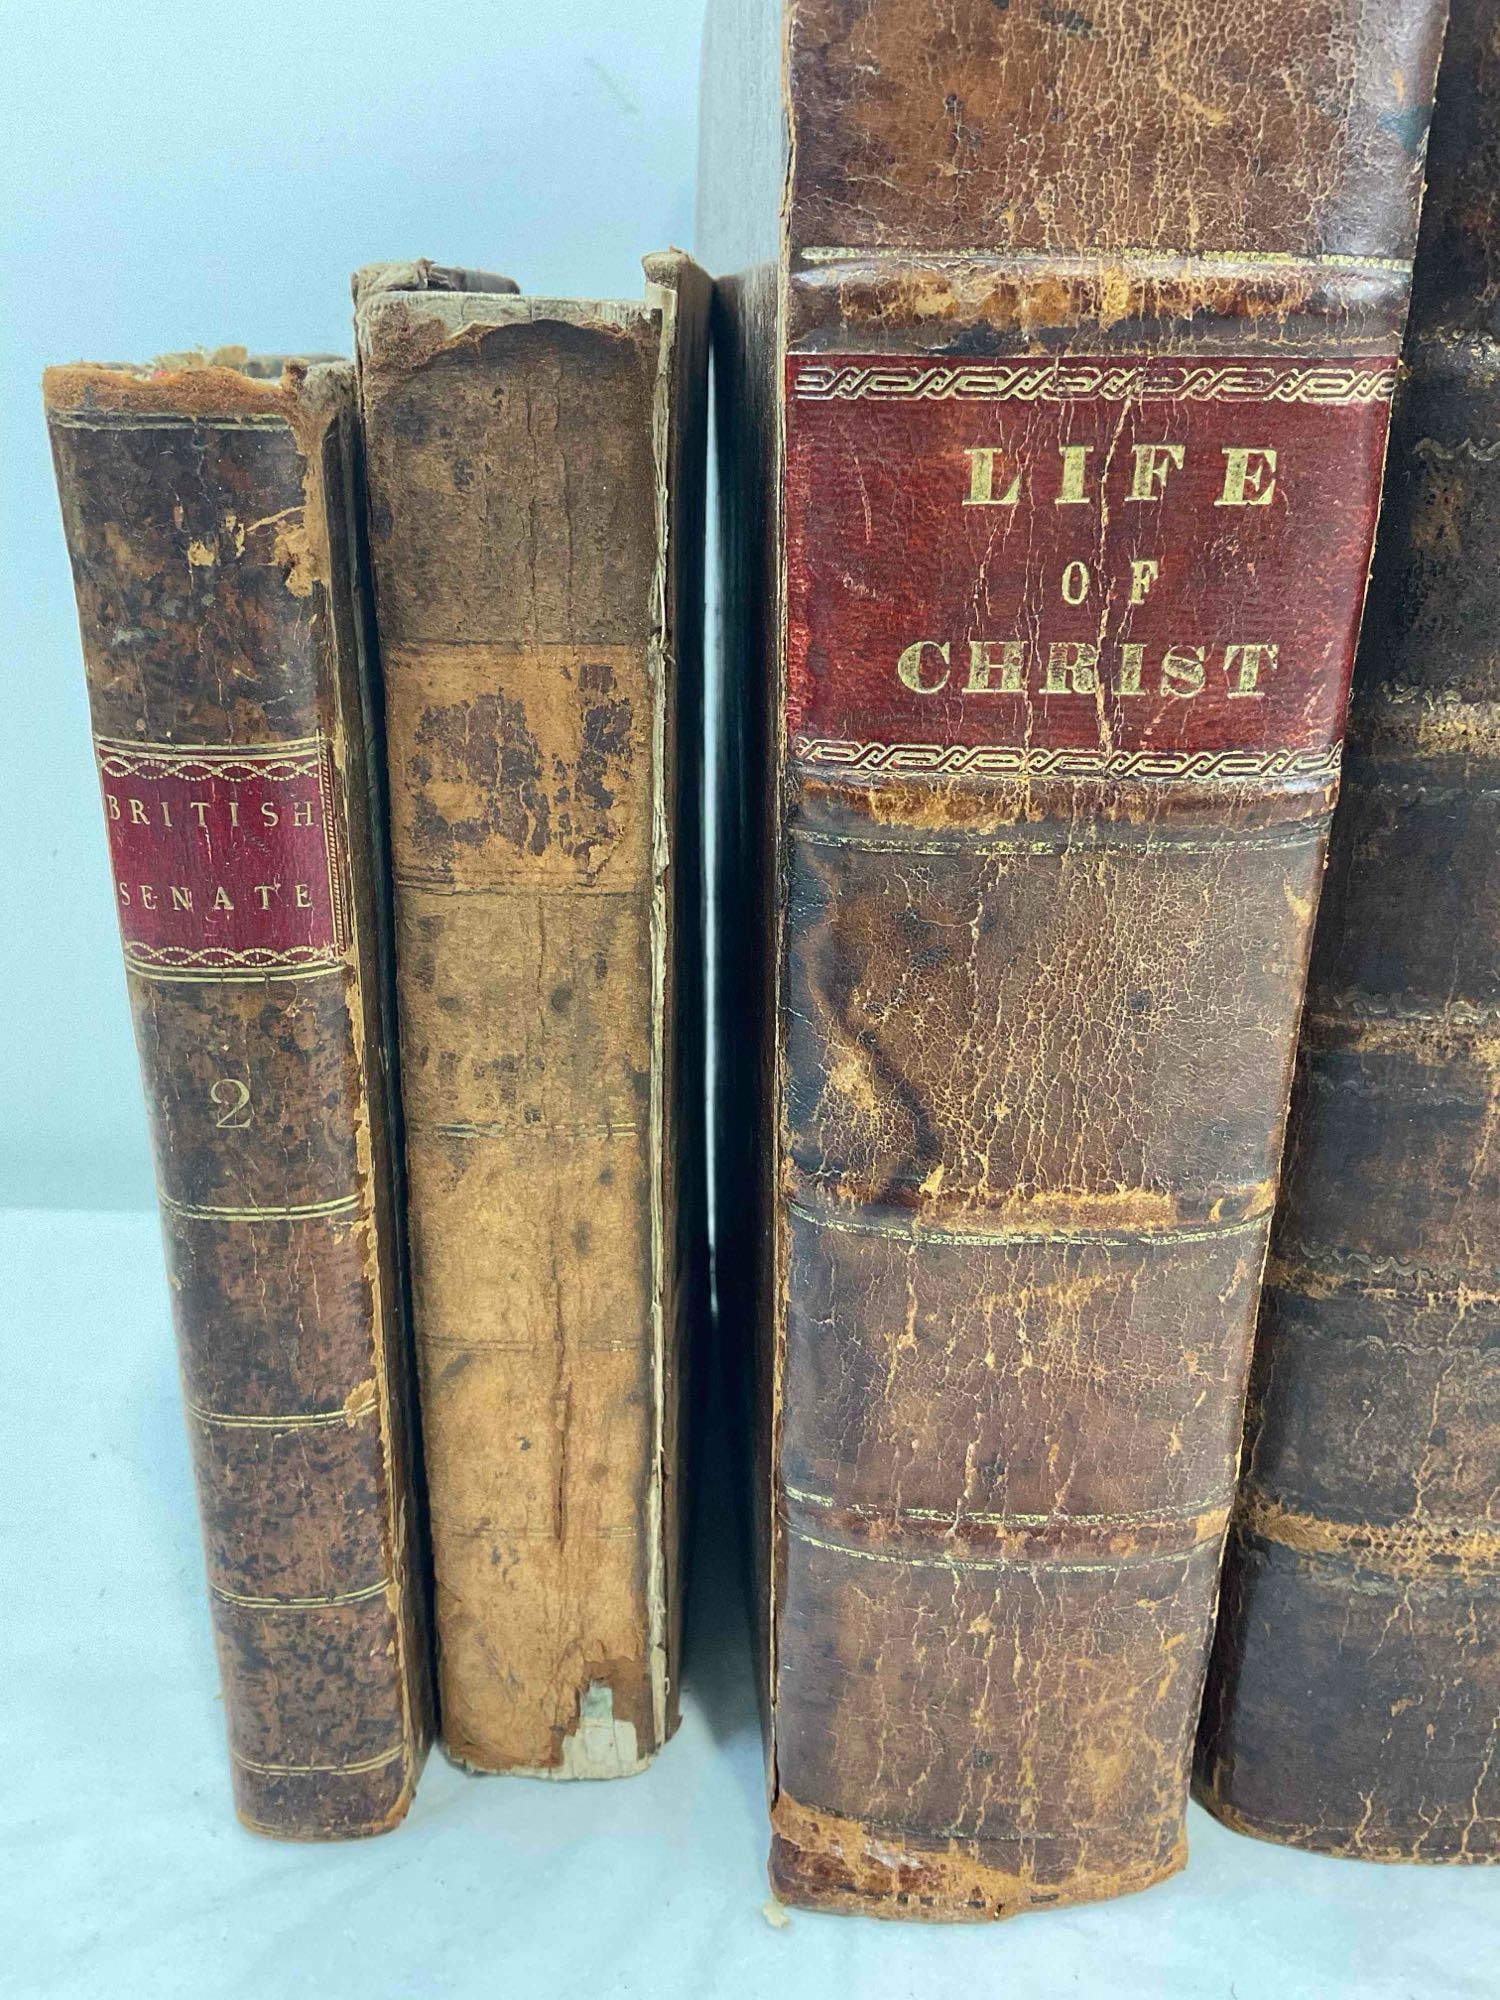 BRITISH
SENATE
2
LIFE
OF
CHRIST